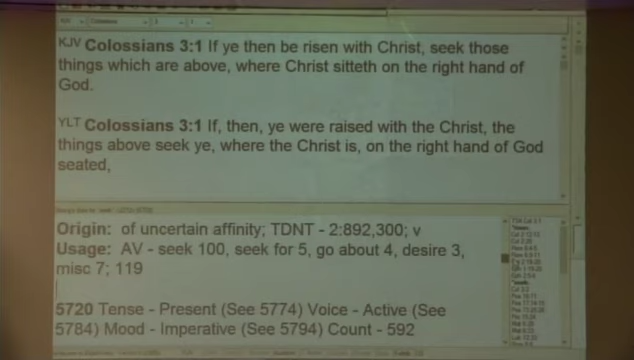 KJV Colossians 3:1 If ye then be risen with Christ, seek those
things which are above, where Christ sitteth on the right hand of
God.
YLT Colossians 3:1 If, then, ye were raised with the Christ, the
things above seek ye, where the Christ is, on the right hand of God
seated,
Origin: of uncertain affinity; TDNT - 2:892,300; v
Usage: AV - seek 100, seek for 5, go about 4, desire 3,
misc 7; 119
5720 Tense - Present (See 5774) Voice - Active (See
5784) Mood - Imperative (See 5794) Count - 592